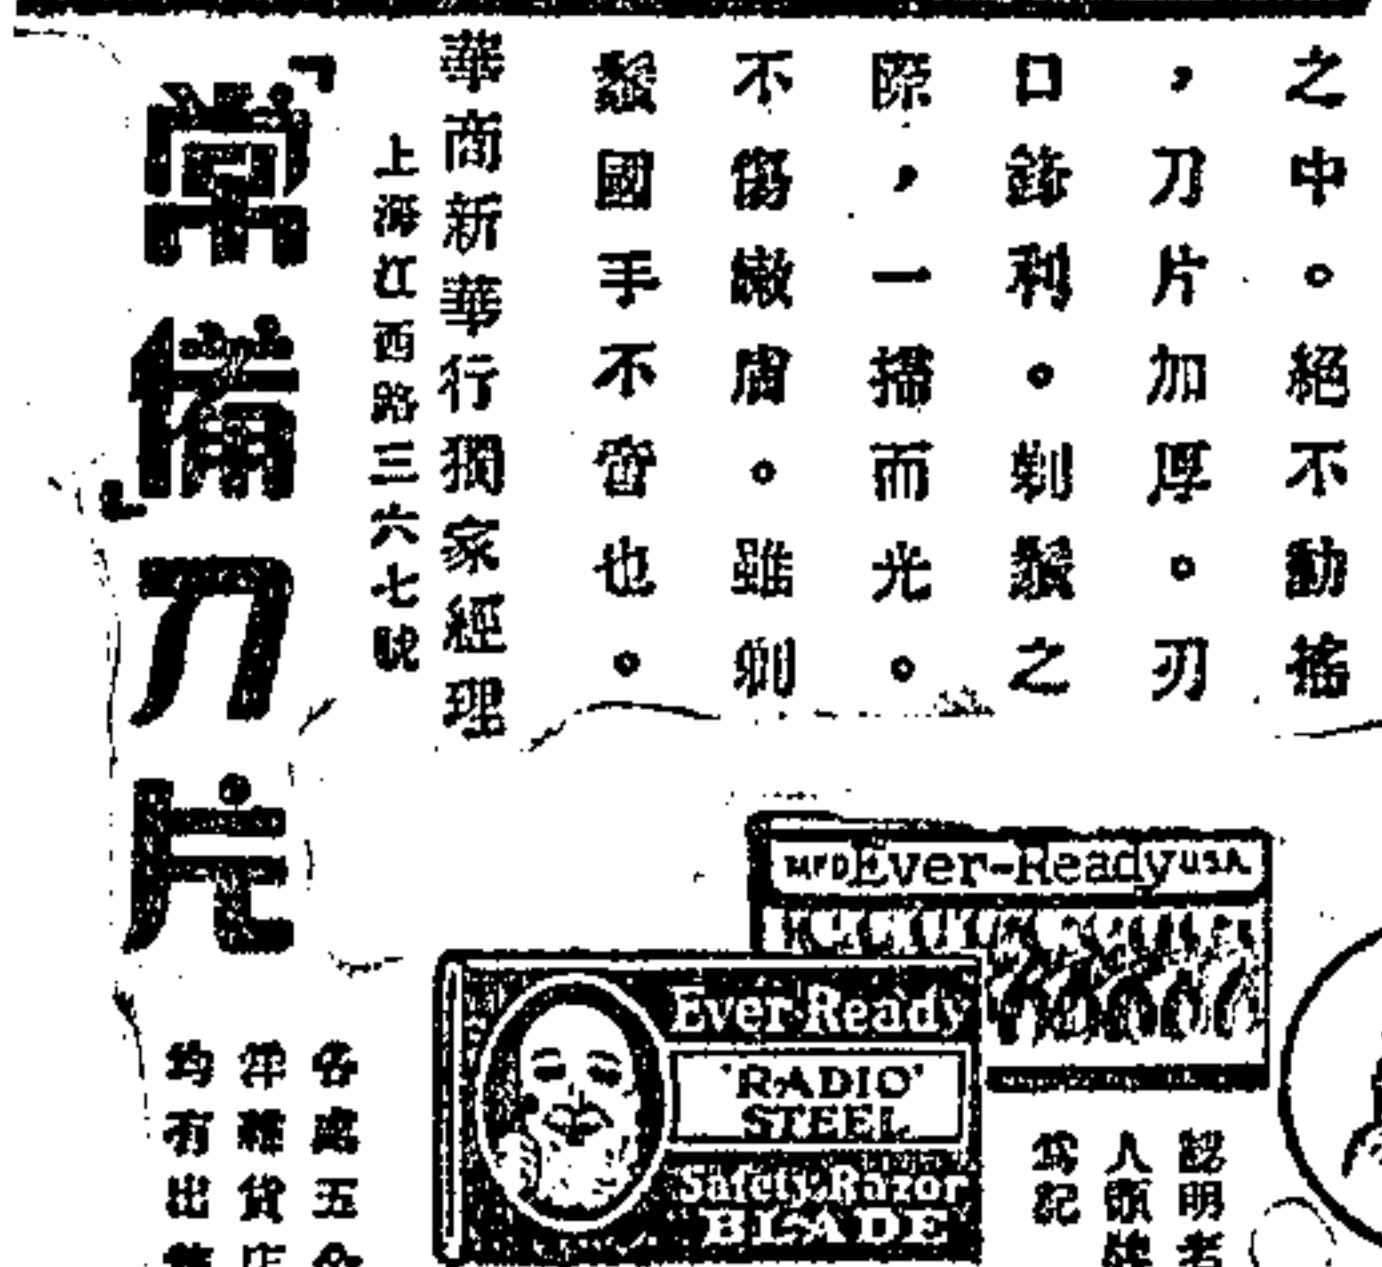 之中。絕不動搖
，刀片加厚。刃
口鋒利。剃鬚之
際，一掃而光。
不傷嫩膚。雖剃
鬚國手不啻也。
華商新華行獨家經理
上海江西路三六七號
「常備」刀片
MFD Ever-Ready USA
Ever-Ready
'RADIO'
STEEL
Safety Razor
BLADE
認明老
人頭牌
為記
各處五金
洋雜貨店
均有出售